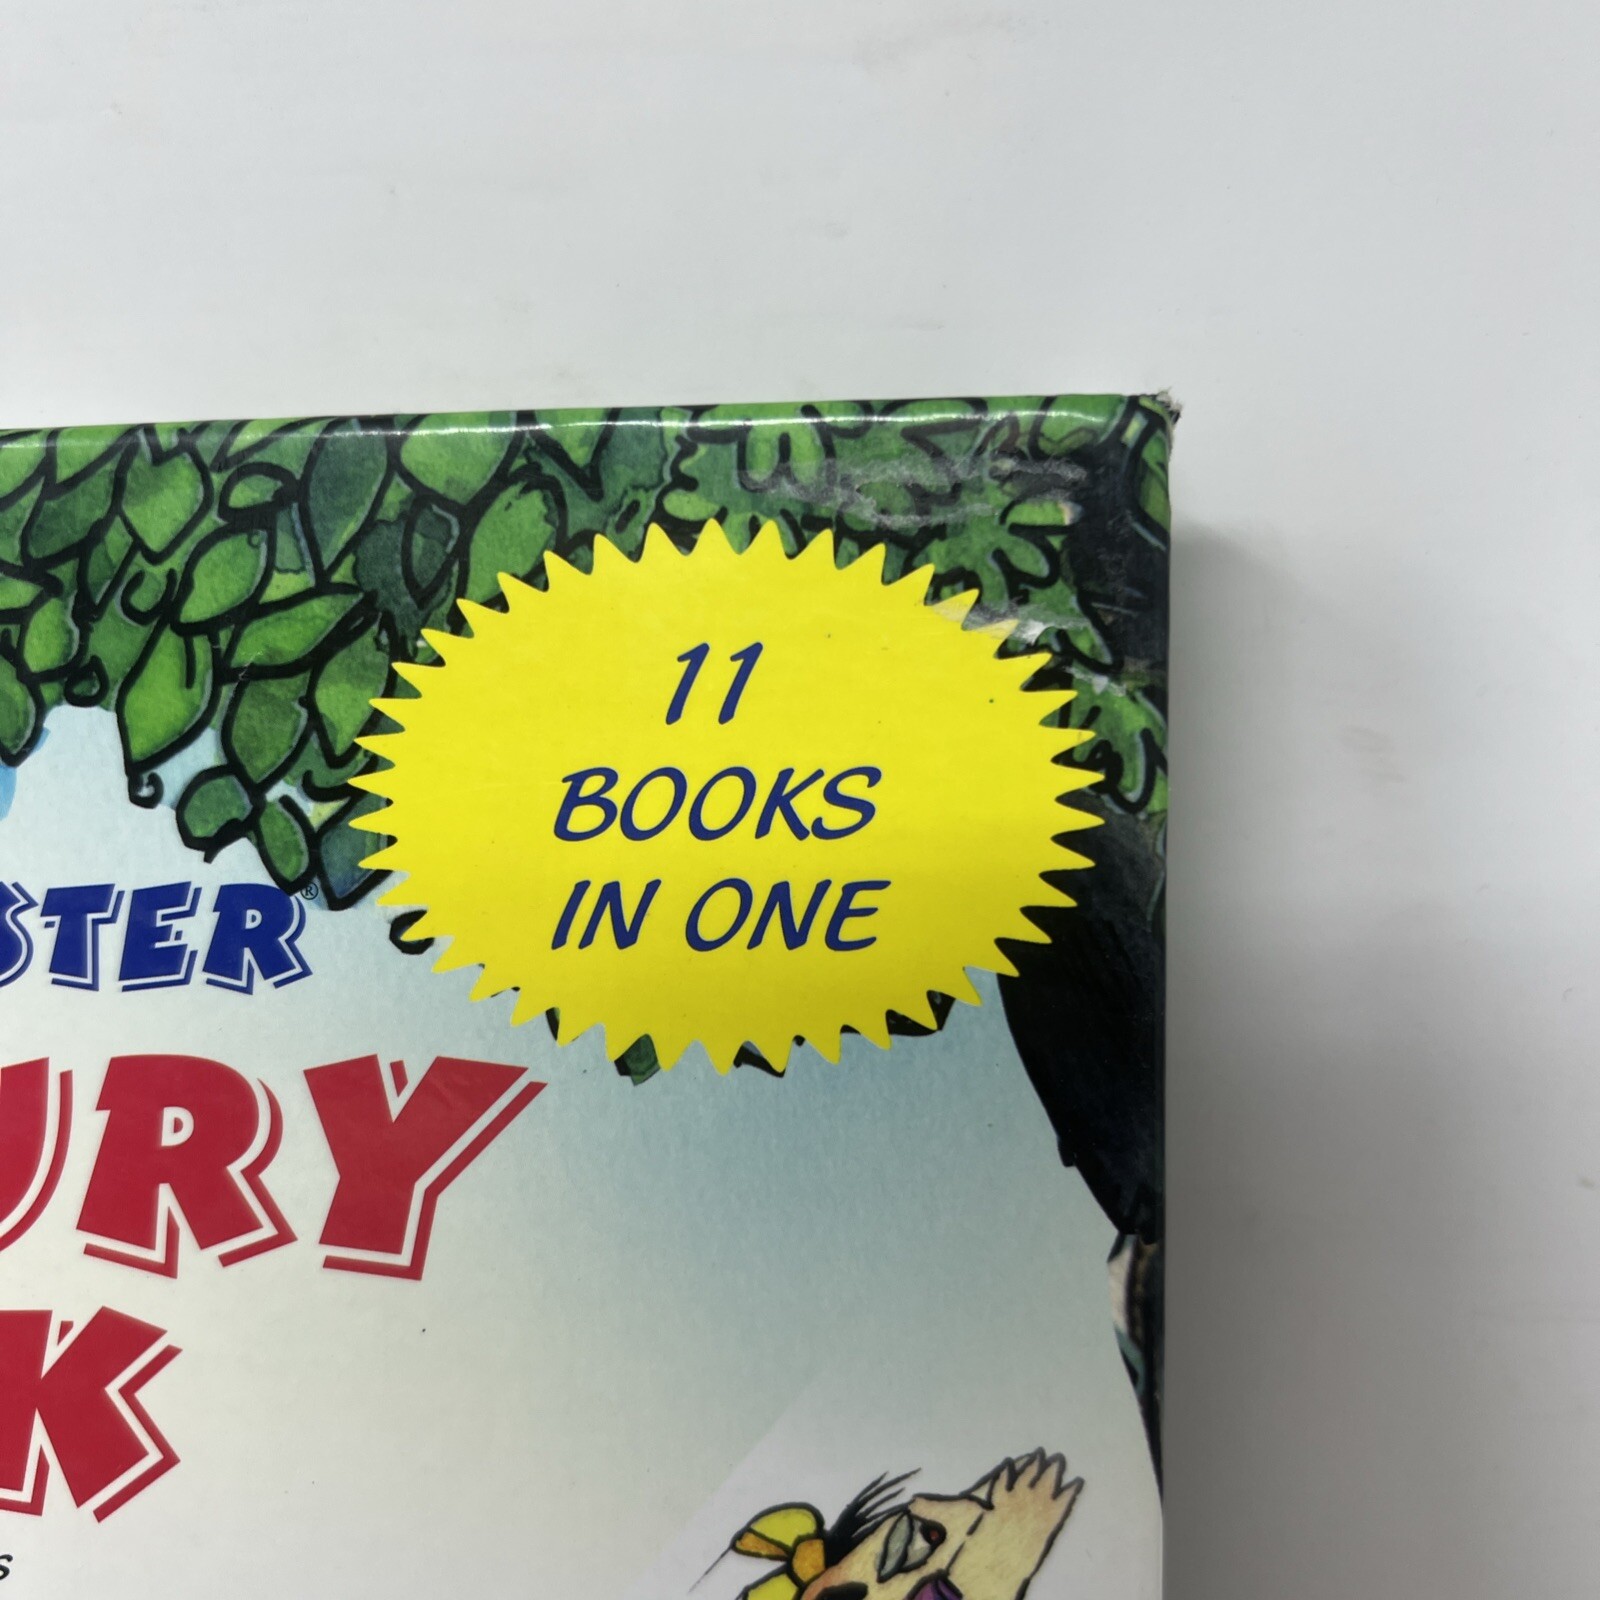 11
BOOKS
IN ONE
STER®
URY
K
s